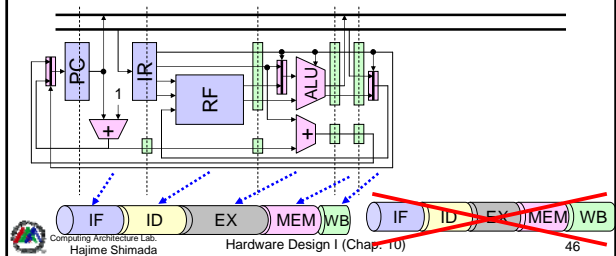 PC
IR
RF
ALU
1
+
+
IF ID EX MEM WB
IF ID EX MEM WB
Computing Architecture Lab.
Hajime Shimada
Hardware Design I (Chap. 10)
46